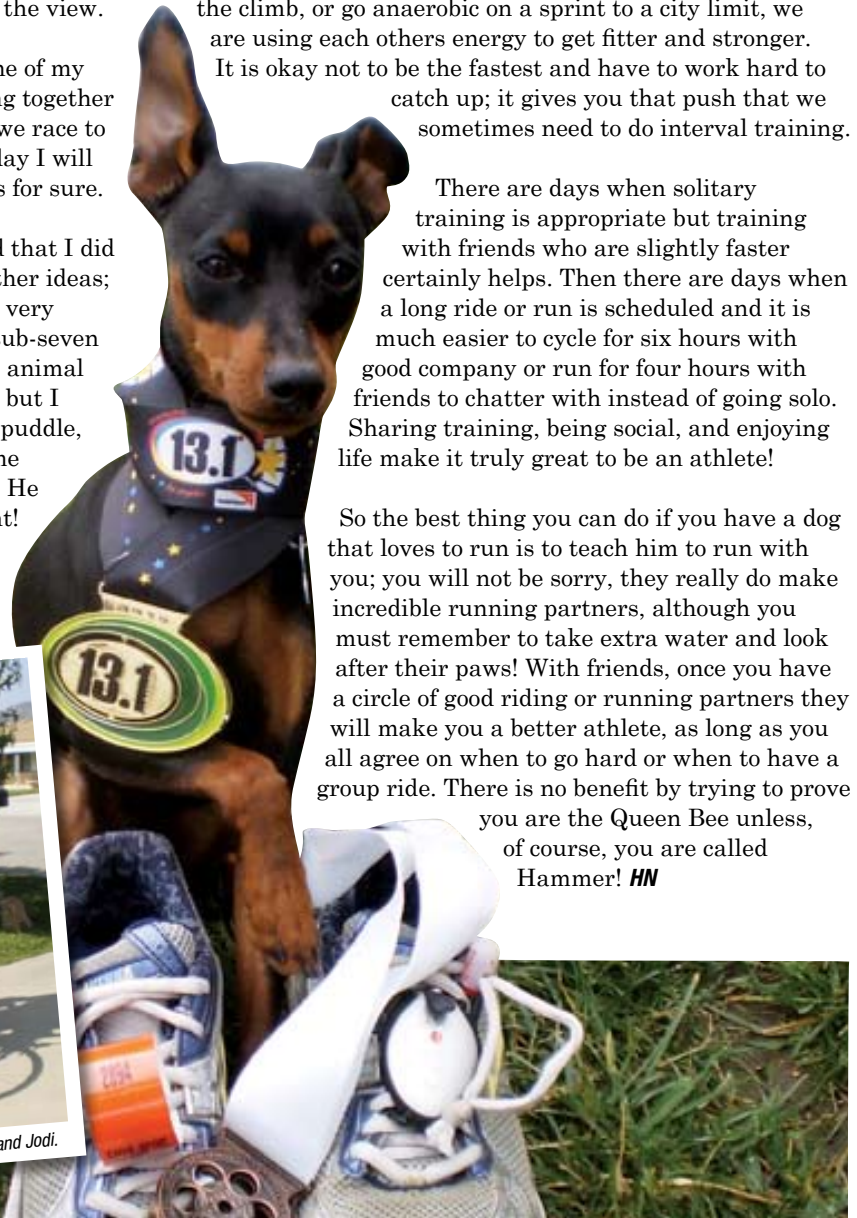 the view.
ne of my
ng together
we race to
lay I will
s for sure.
d that I did
ther ideas;
very
sub-seven
animal
but I
puddle,
ne
He
nt!
and Jodi.
the climb, or go anaerobic on a sprint to a city limit, we
are using each others energy to get fitter and stronger.
It is okay not to be the fastest and have to work hard to
catch up; it gives you that push that we
sometimes need to do interval training.
There are days when solitary
training is appropriate but training
with friends who are slightly faster
certainly helps. Then there are days when
a long ride or run is scheduled and it is
much easier to cycle for six hours with
good company or run for four hours with
friends to chatter with instead of going solo.
Sharing training, being social, and enjoying
life make it truly great to be an athlete!
So the best thing you can do if you have a dog
that loves to run is to teach him to run with
you; you will not be sorry, they really do make
incredible running partners, although you
must remember to take extra water and look
after their paws! With friends, once you have
a circle of good riding or running partners they
will make you a better athlete, as long as you
all agree on when to go hard or when to have a
group ride. There is no benefit by trying to prove
you are the Queen Bee unless,
of course, you are called
Hammer! HN
13.1
13.1